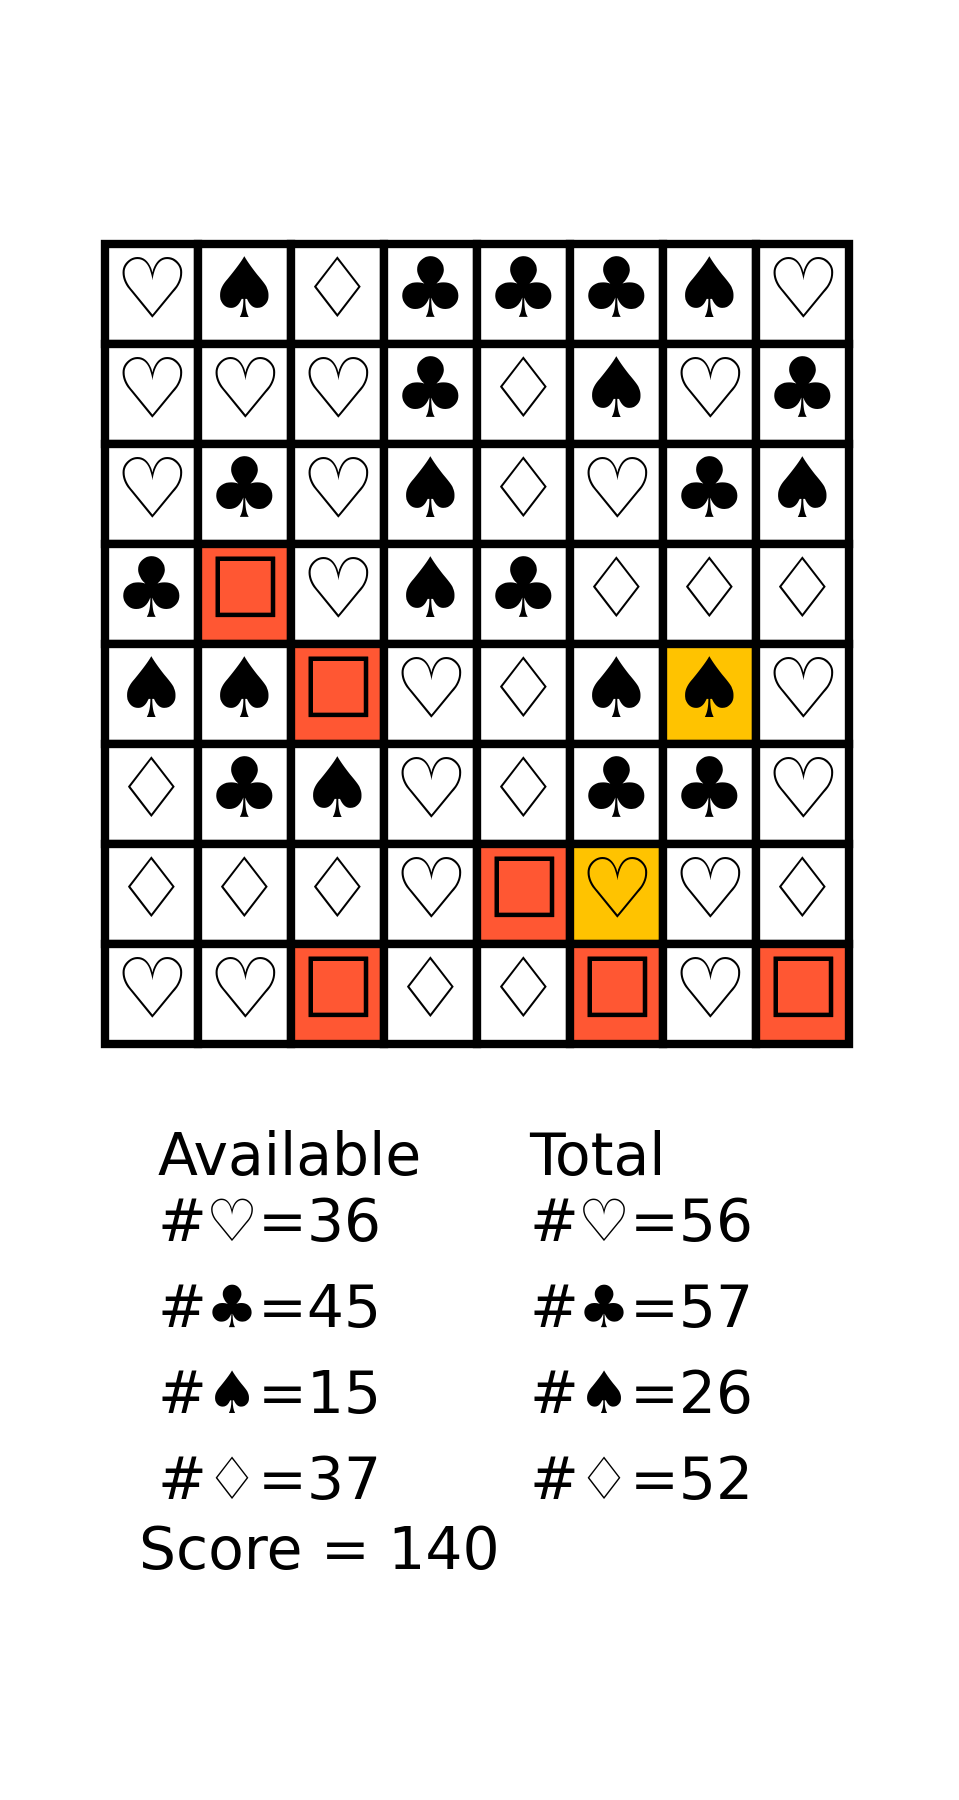 ♡ ♠ ♢ ♣ ♣ ♣ ♠ ♡
♡ ♡ ♡ ♣ ♢ ♠ ♡ ♣
♡ ♣ ♡ ♠ ♢ ♡ ♣ ♠
♣ □ ♡ ♠ ♣ ♢ ♢ ♢
♠ ♠ □ ♡ ♢ ♠ ♠ ♡
♢ ♣ ♠ ♡ ♢ ♣ ♣ ♡
♢ ♢ ♢ ♡ □ ♡ ♡ ♢
♡ ♡ □ ♢ ♢ □ ♡ □
Available Total
#♡=36 #♡=56
#♣=45 #♣=57
#♠=15 #♠=26
#♢=37 #♢=52
Score = 140